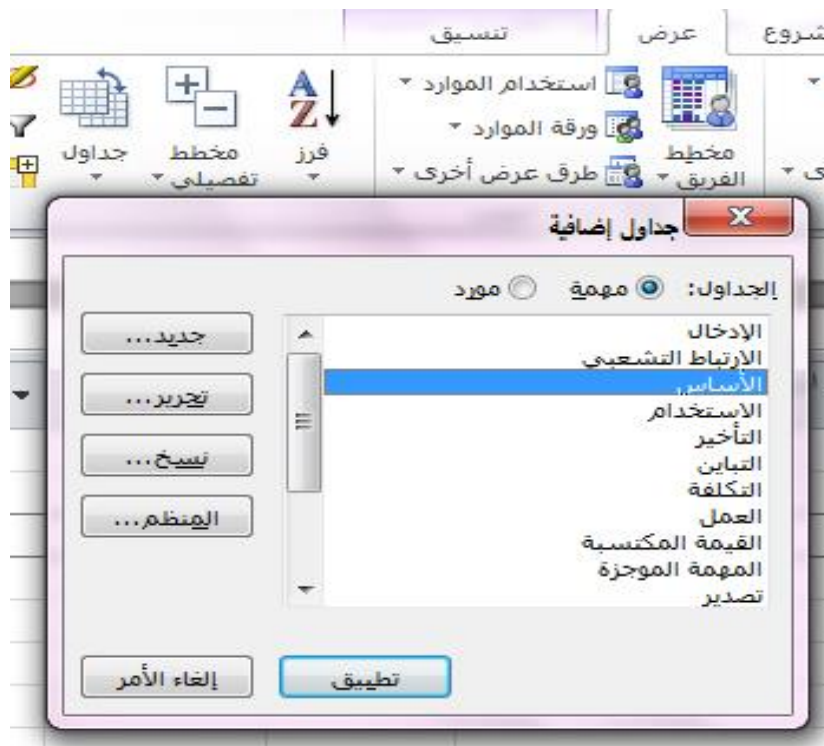 شروع
عرض
تنسيق
مخطط
الفريق
استخدام الموارد
ورقة الموارد
طرق عرض أخرى
فرز
مخطط
تفصيلي
جداول
جداول إضافية
الجداول: مهمة مورد
الإدخال
الارتباط التشعبي
الأساس
الاستخدام
التأخير
التباين
التكلفة
العمل
القيمة المكتسبة
المهمة الموجزة
تصدير
جديد...
تحرير...
نسخ...
المنظم...
تطبيق
إلغاء الأمر